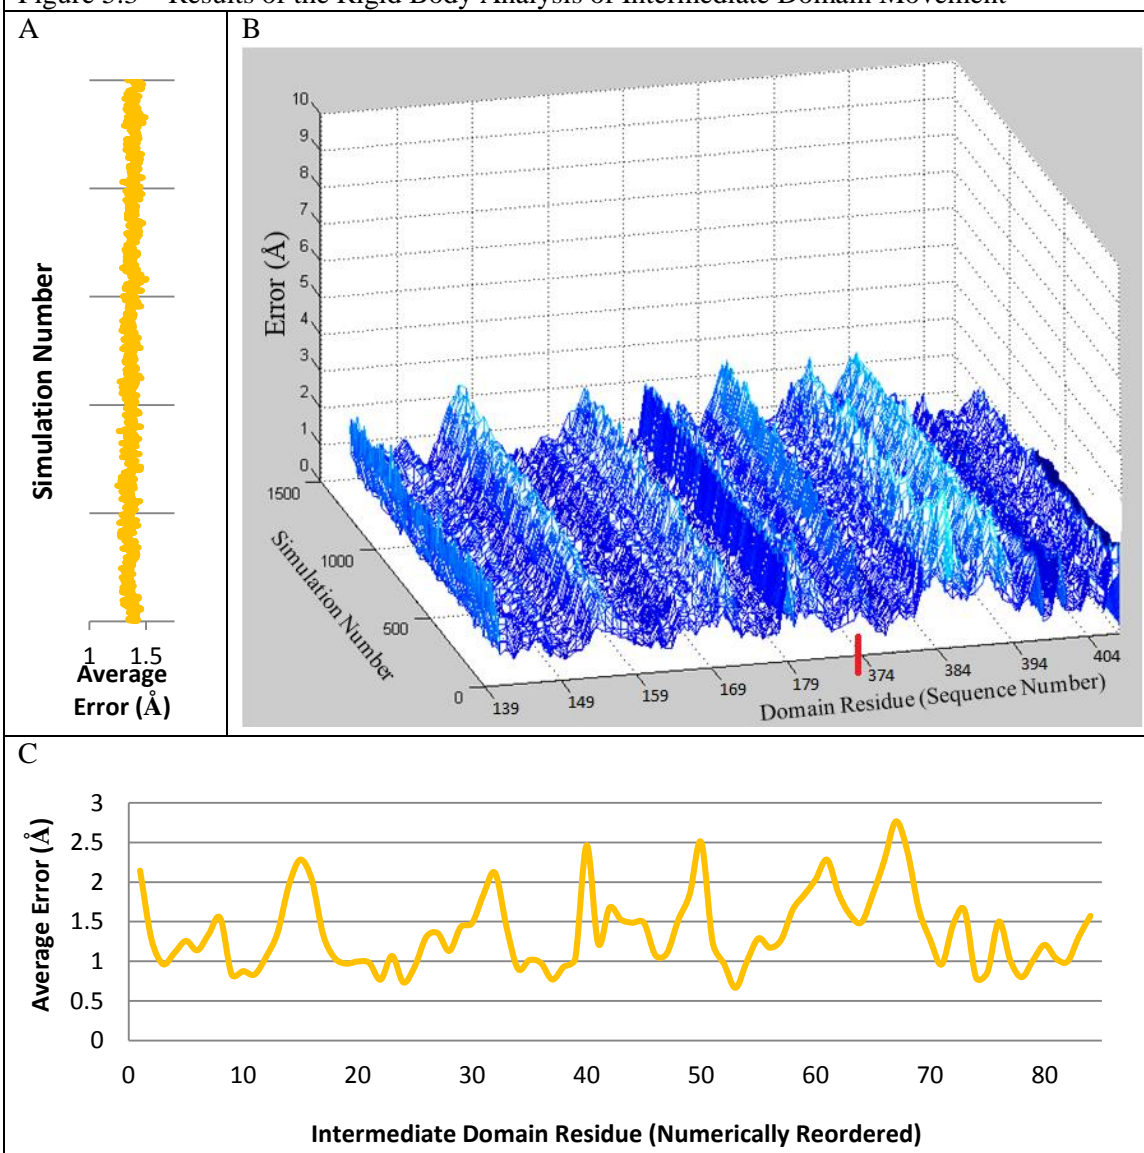 Figure 3.3 – Results of the Rigid Body Analysis of Intermediate Domain Movement
A
B
Simulation Number
1 1.5
Average
Error (Å)
10
9
8
7
6
5
4
3
2
1
0
Error (Å)
1500
1000
500
0
Simulation Number
139 149 159 169 179 374 384 394 404
Domain Residue (Sequence Number)
C
3
2.5
2
1.5
1
0.5
0
Average Error (Å)
0 10 20 30 40 50 60 70 80
Intermediate Domain Residue (Numerically Reordered)